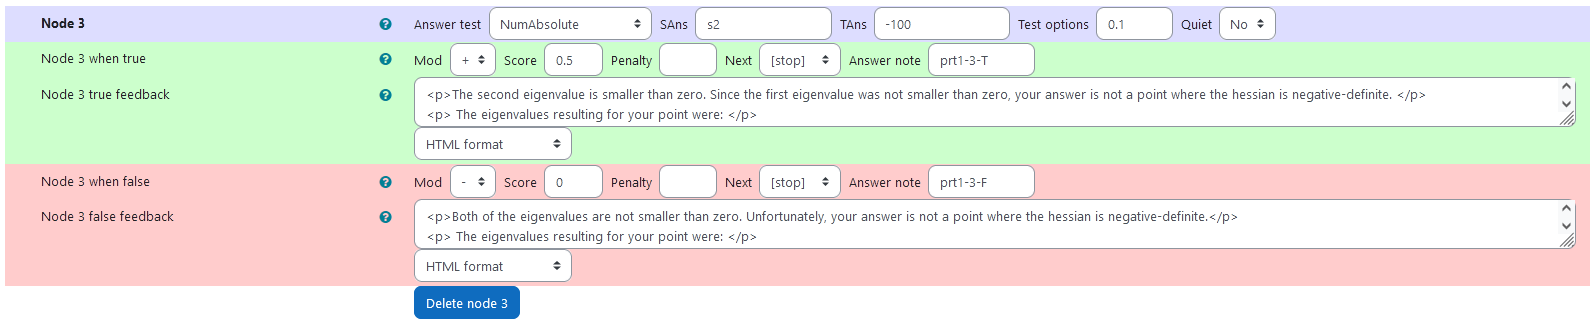 Node 3 ? Answer test NumAbsolute SAns s2 TAns -100 Test options 0.1 Quiet No
Node 3 when true ? Mod + Score 0.5 Penalty Next [stop] Answer note prt1-3-T
Node 3 true feedback ? <p>The second eigenvalue is smaller than zero. Since the first eigenvalue was not smaller than zero, your answer is not a point where the hessian is negative-definite. </p>
<p> The eigenvalues resulting for your point were: </p>
HTML format
Node 3 when false ? Mod - Score 0 Penalty Next [stop] Answer note prt1-3-F
Node 3 false feedback ? <p>Both of the eigenvalues are not smaller than zero. Unfortunately, your answer is not a point where the hessian is negative-definite.</p>
<p> The eigenvalues resulting for your point were: </p>
HTML format
Delete node 3